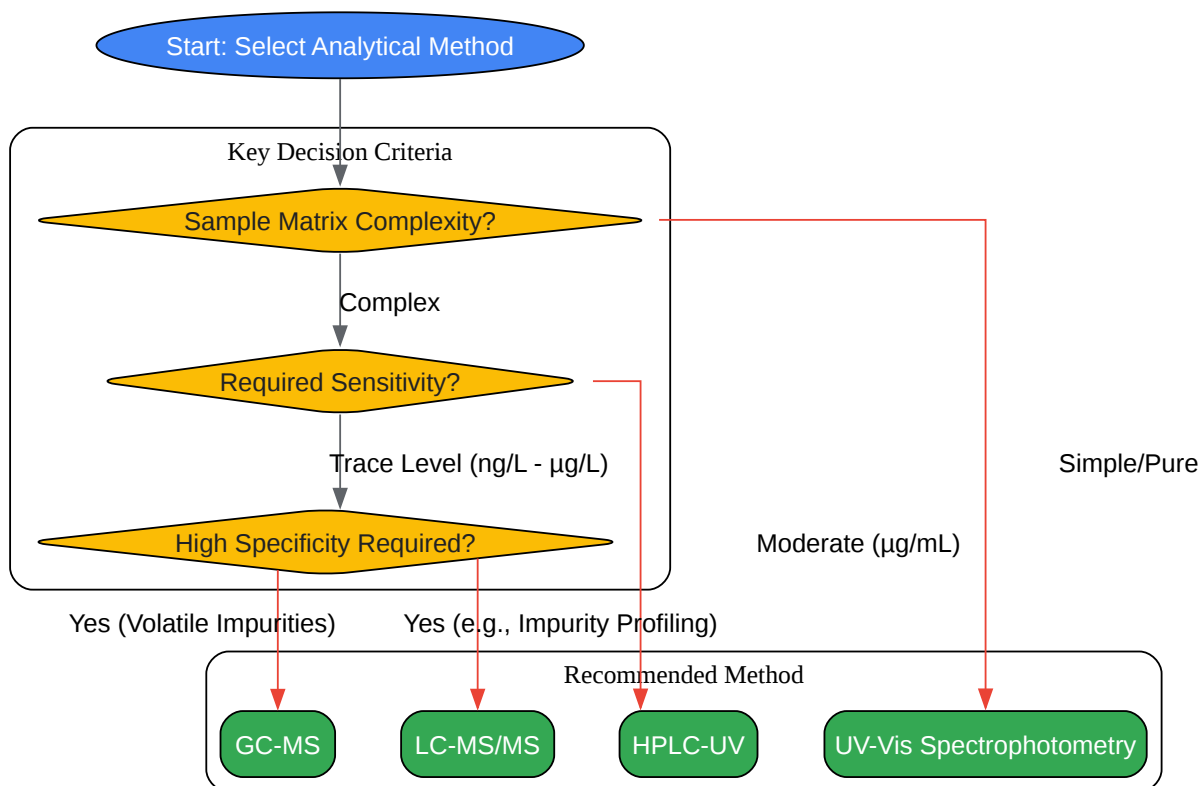 Start: Select Analytical Method
Key Decision Criteria
Sample Matrix Complexity?
Complex
Required Sensitivity?
Trace Level (ng/L - µg/L)
Simple/Pure
High Specificity Required?
Moderate (µg/mL)
Yes (Volatile Impurities)
Yes (e.g., Impurity Profiling)
Recommended Method
GC-MS
LC-MS/MS
HPLC-UV
UV-Vis Spectrophotometry